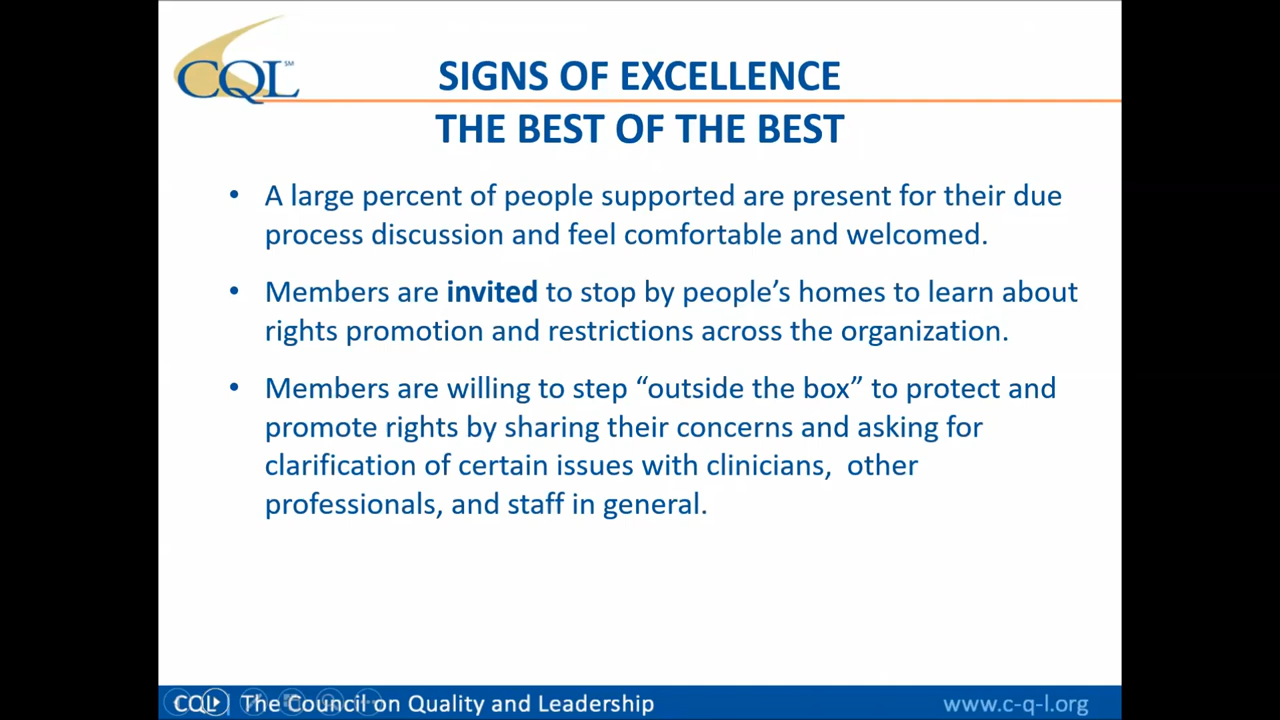 CQL SM
SIGNS OF EXCELLENCE
THE BEST OF THE BEST
• A large percent of people supported are present for their due
process discussion and feel comfortable and welcomed.
• Members are invited to stop by people’s homes to learn about
rights promotion and restrictions across the organization.
• Members are willing to step “outside the box” to protect and
promote rights by sharing their concerns and asking for
clarification of certain issues with clinicians,  other
professionals, and staff in general.
CQL | The Council on Quality and Leadership
www.c-q-l.org